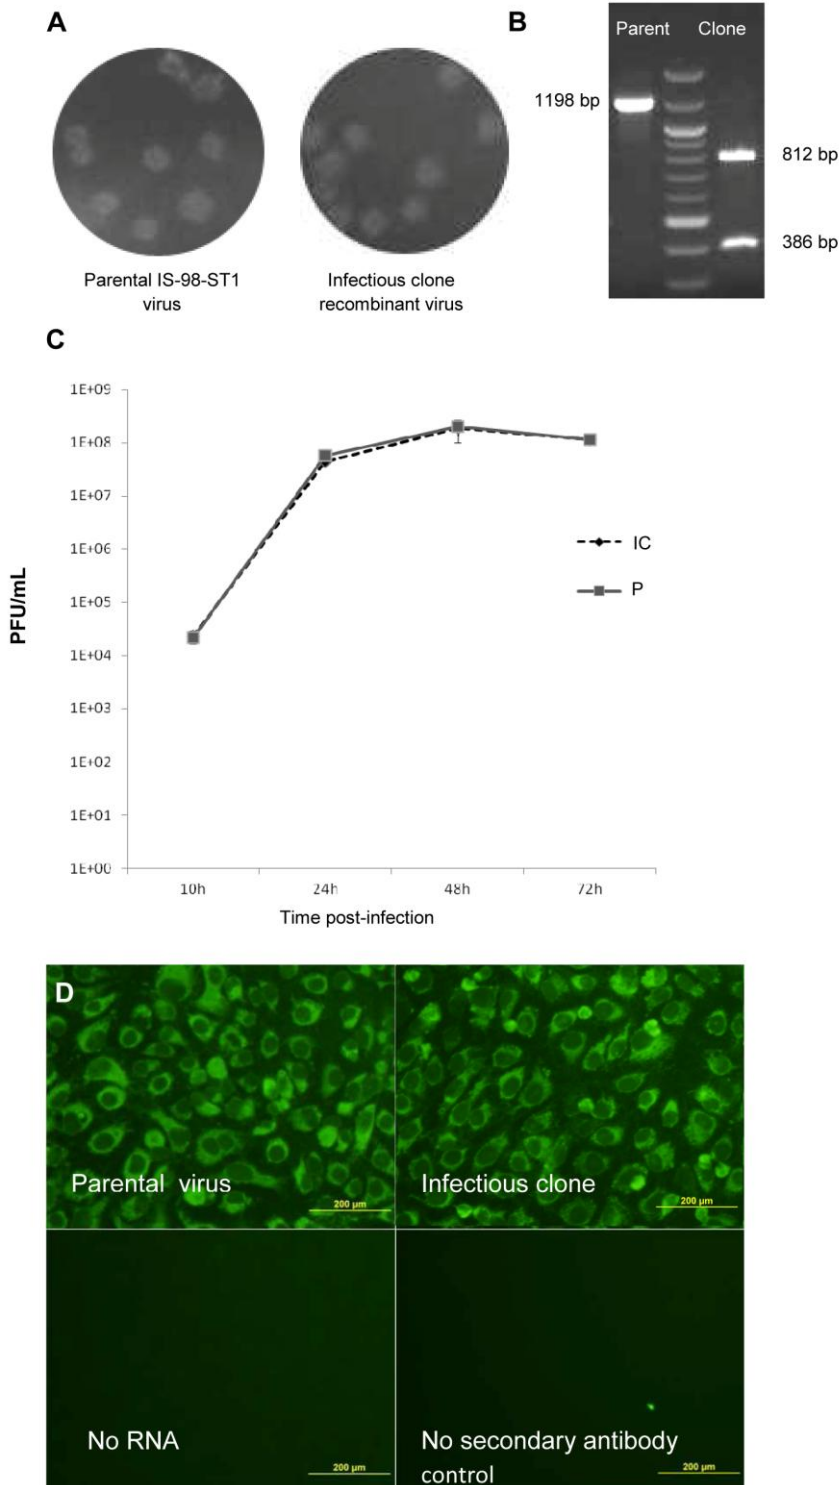 A
Parental IS-98-ST1
virus
Infectious clone
recombinant virus
B
Parent Clone
1198 bp
812 bp
386 bp
C
PFU/mL
1E+09
1E+08
1E+07
1E+06
1E+05
1E+04
1E+03
1E+02
1E+01
1E+00
10h 24h 48h 72h
Time post-infection
IC
P
D
Parental virus
200 µm
Infectious clone
200 µm
No RNA
200 µm
No secondary antibody
control
200 µm